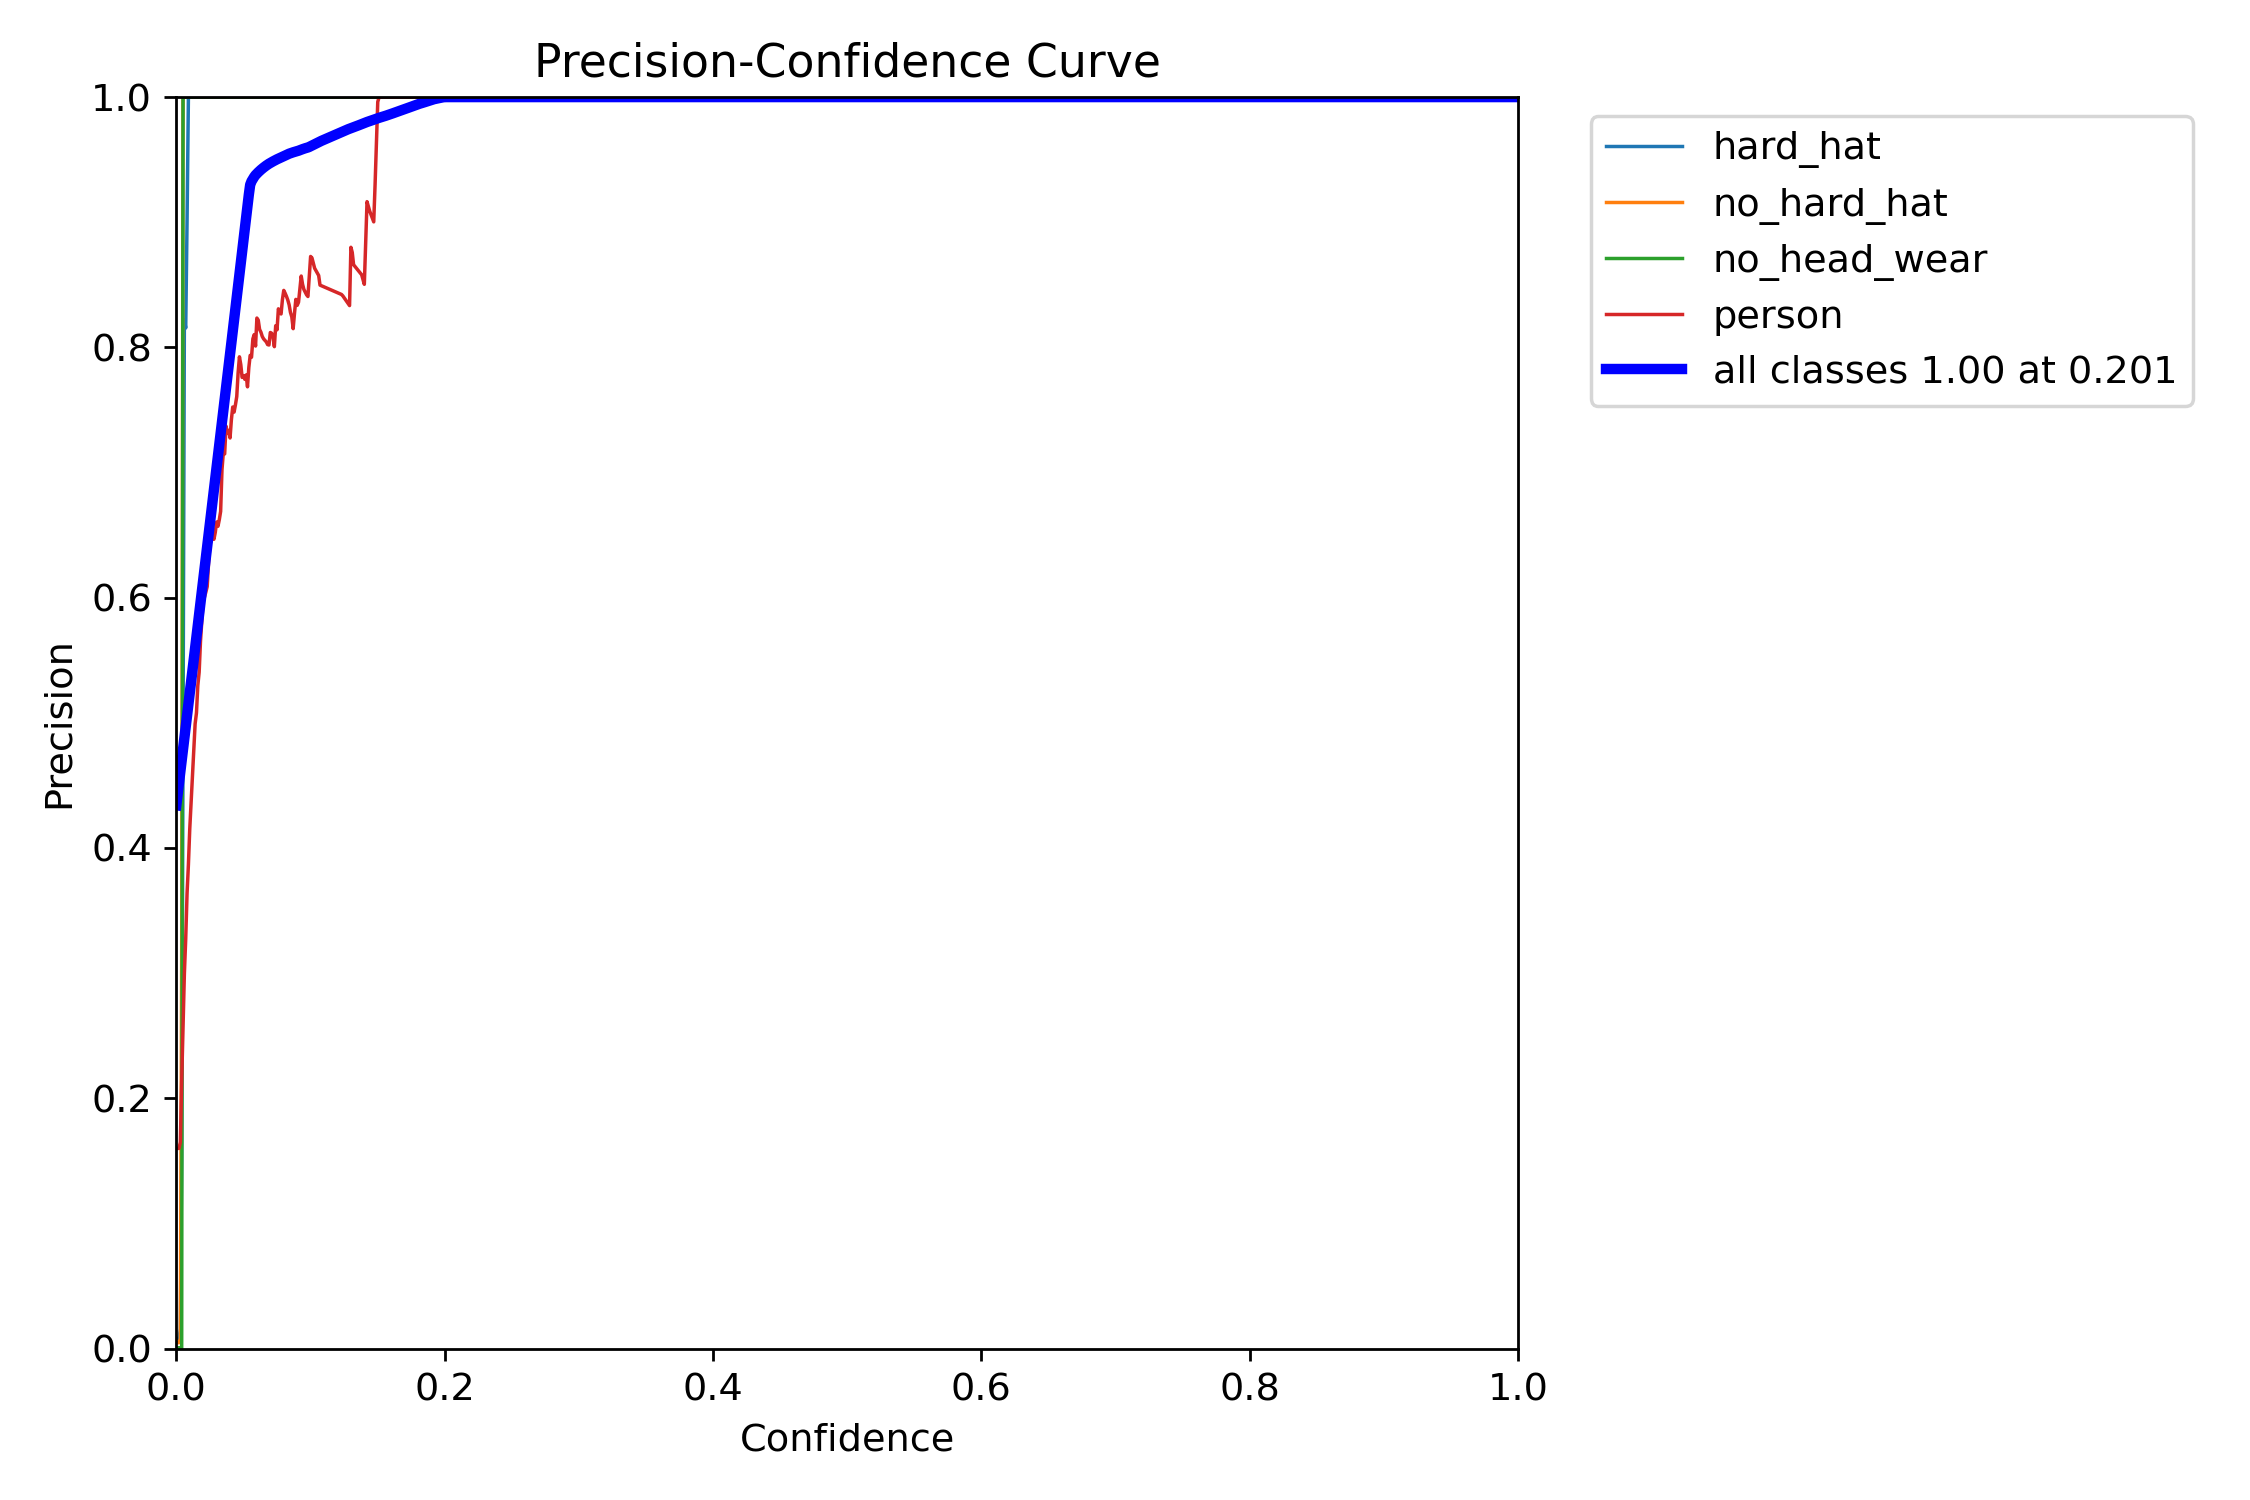 Precision-Confidence Curve
1.0
0.8
0.6
0.4
0.2
0.0
Precision
0.0 0.2 0.4 0.6 0.8 1.0
Confidence
hard_hat
no_hard_hat
no_head_wear
person
all classes 1.00 at 0.201